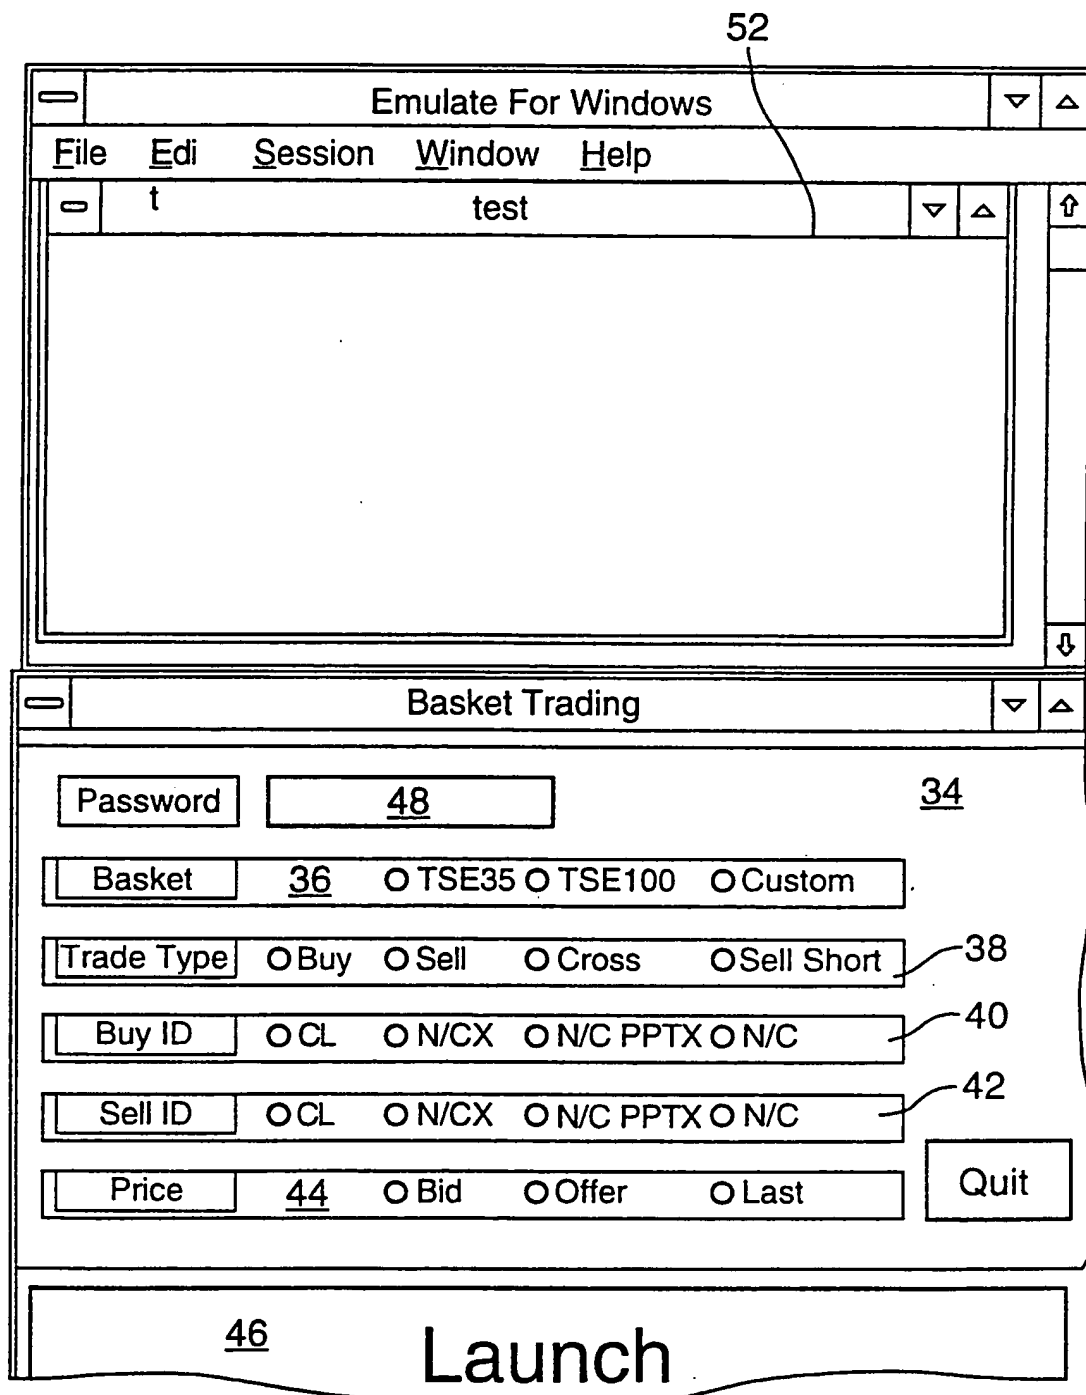 52
Emulate For Windows
File Edi Session Window Help
t
test
Basket Trading
Password 48 34
Basket 36 TSE35 TSE100 Custom
Trade Type Buy Sell Cross Sell Short 38
Buy ID CL N/CX N/C PPTX N/C 40
Sell ID CL N/CX N/C PPTX N/C 42
Price 44 Bid Offer Last
Quit
46 Launch